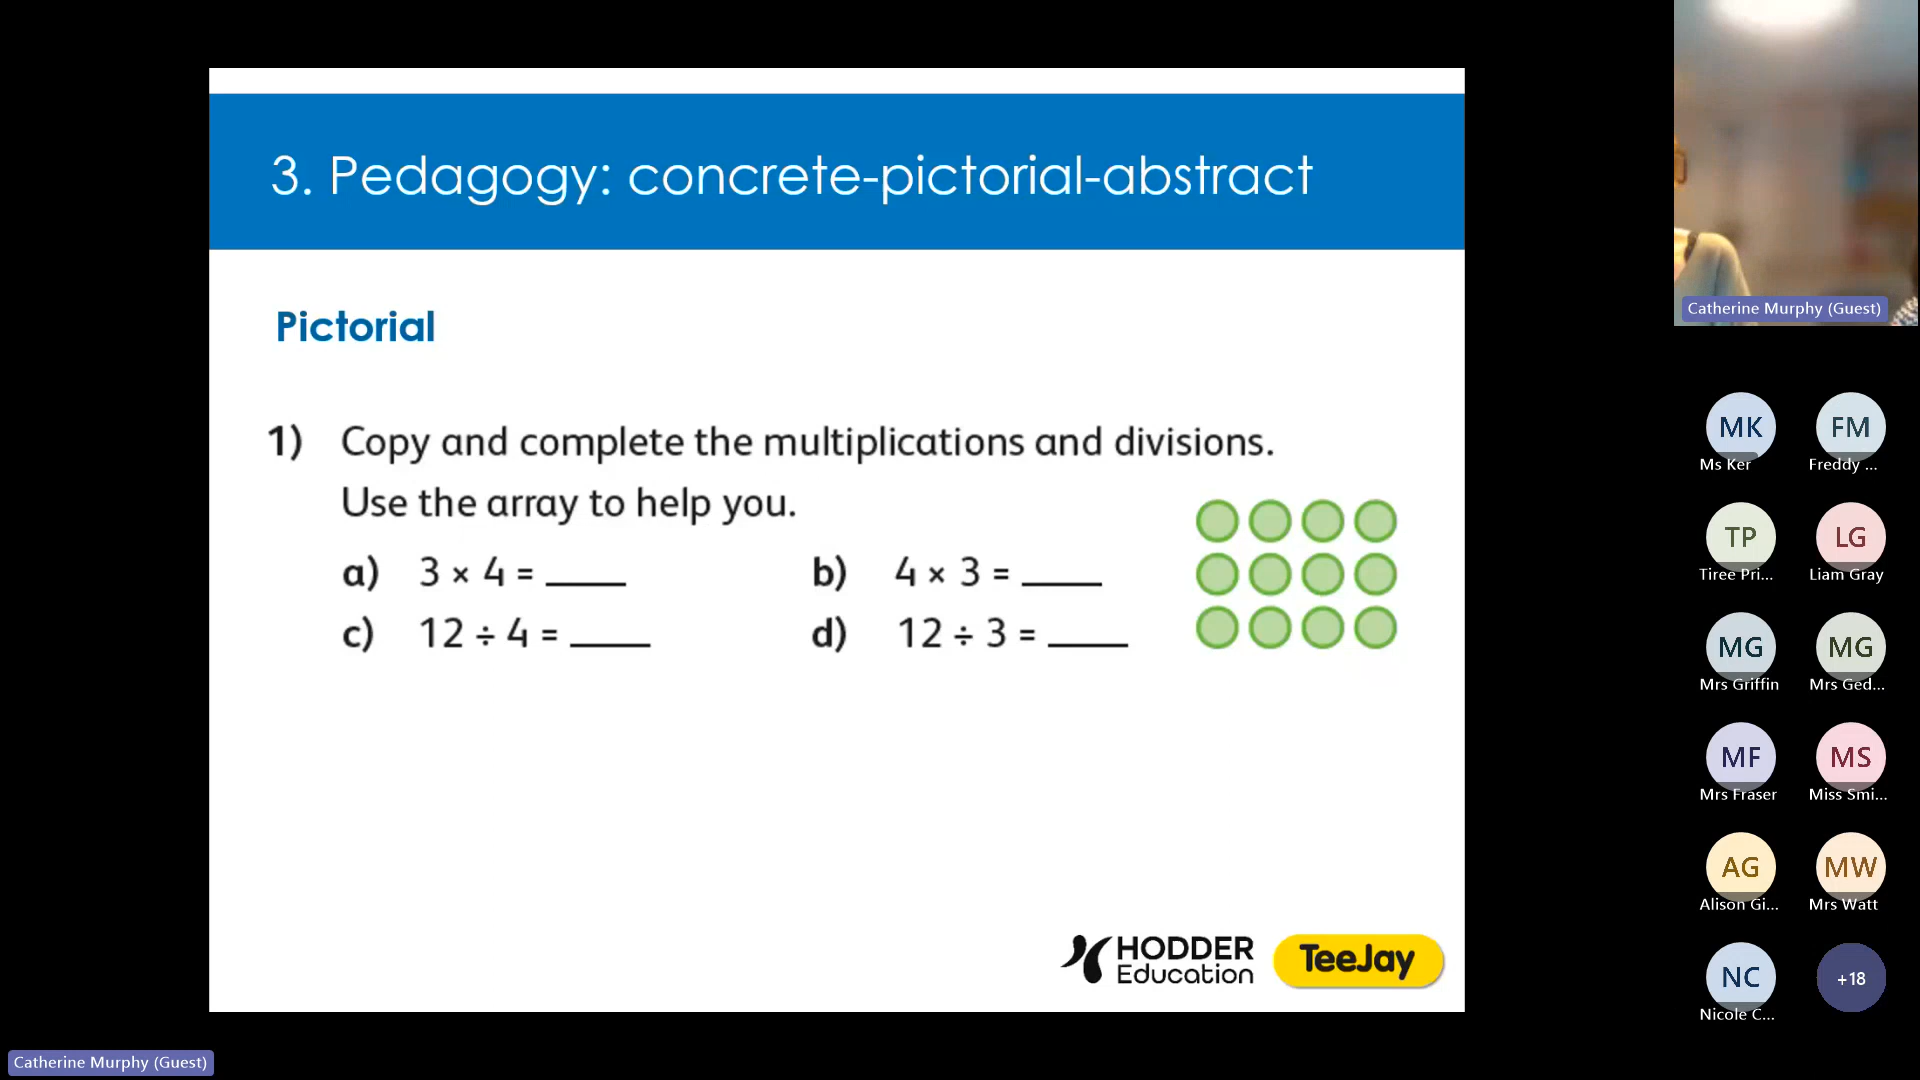 3. Pedagogy: concrete-pictorial-abstract
Pictorial
1) Copy and complete the multiplications and divisions.
Use the array to help you.
a) 3 × 4 = ____ b) 4 × 3 = ____
c) 12 ÷ 4 = ____ d) 12 ÷ 3 = ____
HODDER
Education
TeeJay
Catherine Murphy (Guest)
MK FM
Ms Ker Freddy ...
TP LG
Tiree Pri... Liam Gray
MG MG
Mrs Griffin Mrs Ged...
MF MS
Mrs Fraser Miss Smi...
AG MW
Alison Gi... Mrs Watt
NC +18
Nicole C...
Catherine Murphy (Guest)